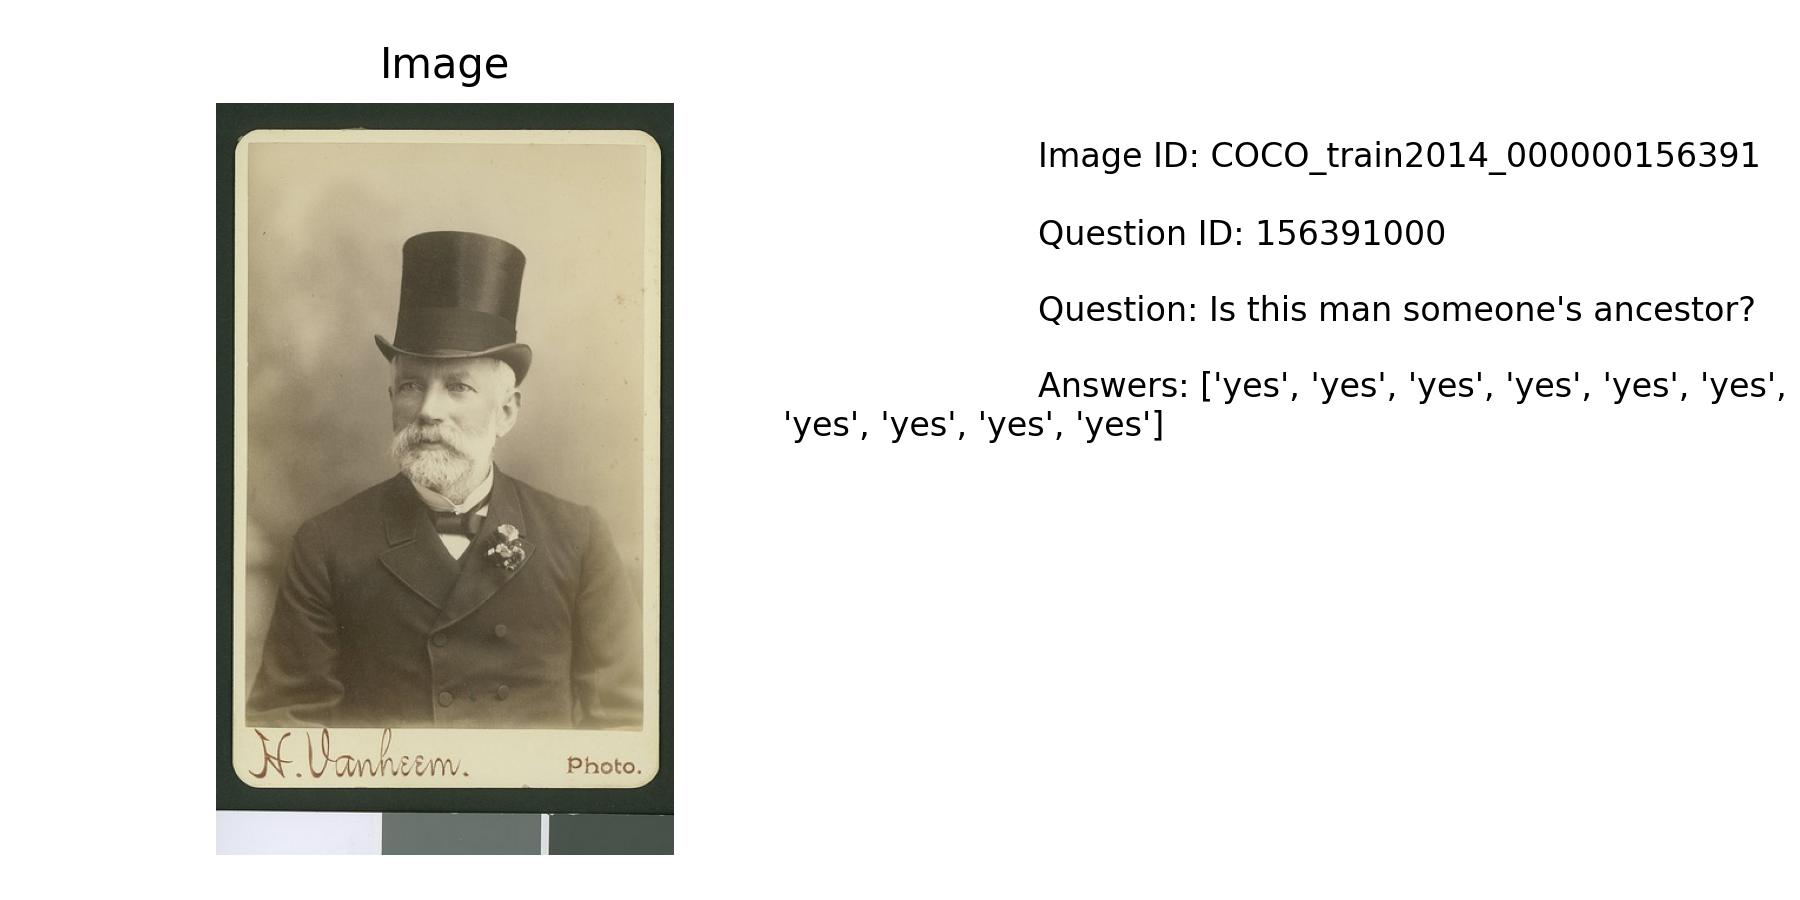 Image
H. Vanheem.
Photo.
Image ID: COCO_train2014_000000156391
Question ID: 156391000
Question: Is this man someone's ancestor?
Answers: ['yes', 'yes', 'yes', 'yes', 'yes', 'yes',
'yes', 'yes', 'yes', 'yes']